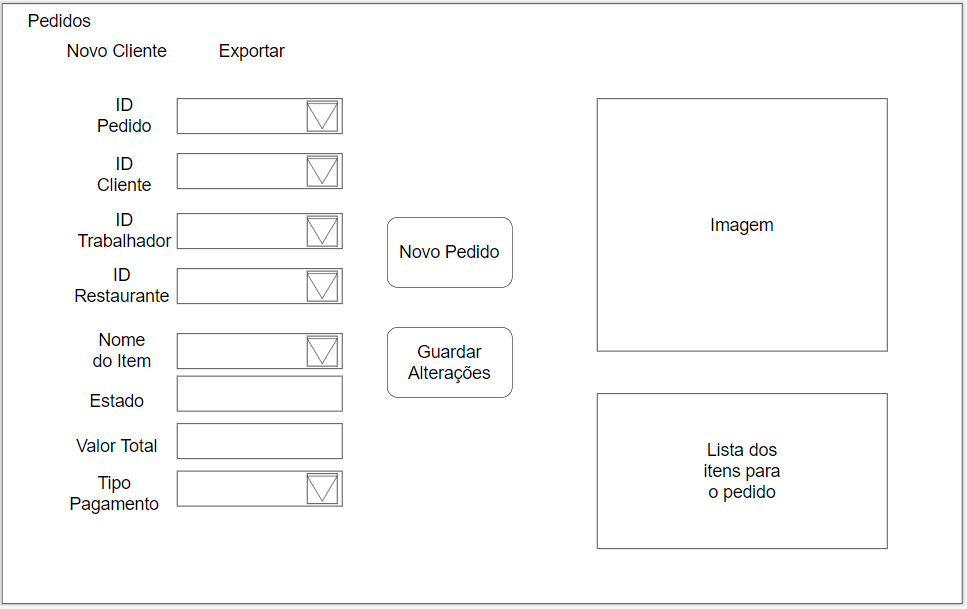 Pedidos
Novo Cliente
Exportar
ID
Pedido
ID
Cliente
ID
Trabalhador
ID
Restaurante
Nome
do Item
Estado
Valor Total
Tipo
Pagamento
Novo Pedido
Guardar
Alterações
Imagem
Lista dos
itens para
o pedido